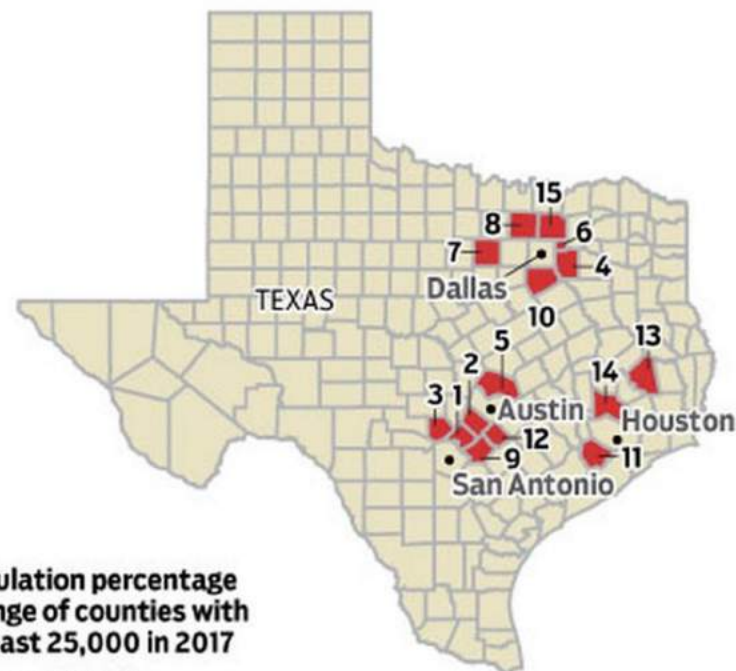 15
8
6
7
4
Dallas
TEXAS
10
13
5
2
14
3 1
Austin
Houston
12
9
11
San Antonio
ulation percentage
nge of counties with
ast 25,000 in 2017